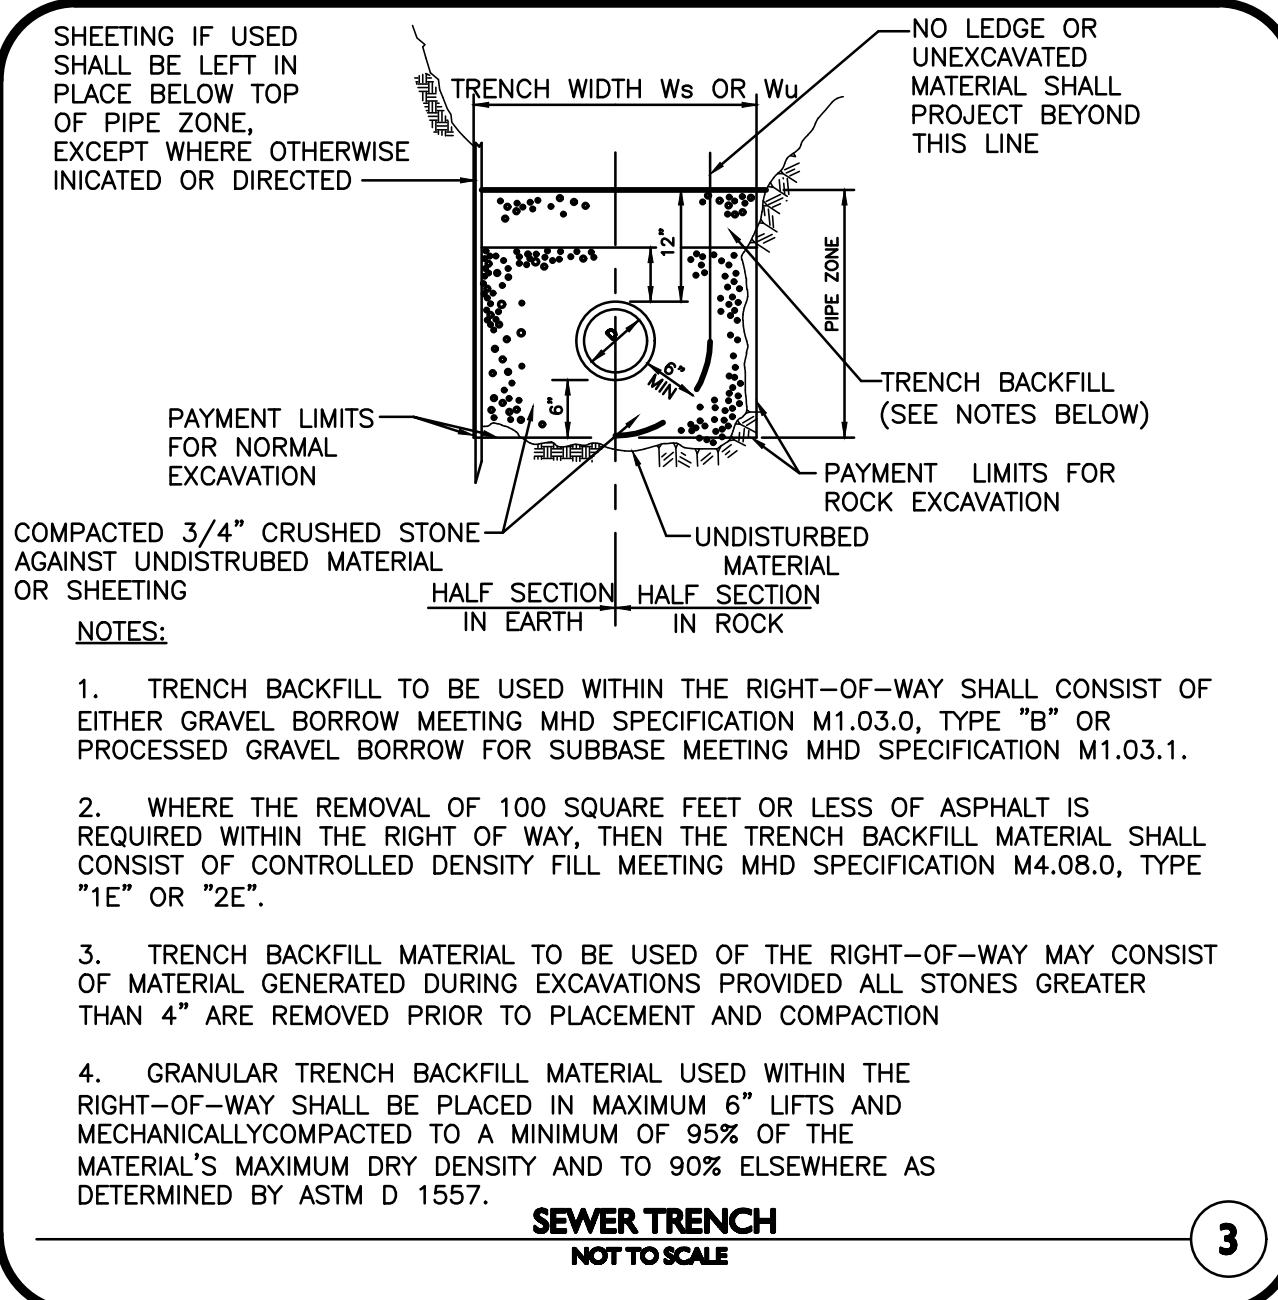 SHEETING IF USED
SHALL BE LEFT IN
PLACE BELOW TOP
OF PIPE ZONE,
EXCEPT WHERE OTHERWISE
INICATED OR DIRECTED
TRENCH WIDTH Ws OR Wu
NO LEDGE OR
UNEXCAVATED
MATERIAL SHALL
PROJECT BEYOND
THIS LINE
12"
PIPE ZONE
D
6"
MIN
6"
TRENCH BACKFILL
(SEE NOTES BELOW)
PAYMENT LIMITS
FOR NORMAL
EXCAVATION
PAYMENT LIMITS FOR
ROCK EXCAVATION
COMPACTED 3/4" CRUSHED STONE
AGAINST UNDISTRUBED MATERIAL
OR SHEETING
UNDISTURBED
MATERIAL
HALF SECTION
IN EARTH
HALF SECTION
IN ROCK
NOTES:
1. TRENCH BACKFILL TO BE USED WITHIN THE RIGHT-OF-WAY SHALL CONSIST OF
EITHER GRAVEL BORROW MEETING MHD SPECIFICATION M1.03.0, TYPE "B" OR
PROCESSED GRAVEL BORROW FOR SUBBASE MEETING MHD SPECIFICATION M1.03.1.
2. WHERE THE REMOVAL OF 100 SQUARE FEET OR LESS OF ASPHALT IS
REQUIRED WITHIN THE RIGHT OF WAY, THEN THE TRENCH BACKFILL MATERIAL SHALL
CONSIST OF CONTROLLED DENSITY FILL MEETING MHD SPECIFICATION M4.08.0, TYPE
"1E" OR "2E".
3. TRENCH BACKFILL MATERIAL TO BE USED OF THE RIGHT-OF-WAY MAY CONSIST
OF MATERIAL GENERATED DURING EXCAVATIONS PROVIDED ALL STONES GREATER
THAN 4" ARE REMOVED PRIOR TO PLACEMENT AND COMPACTION
4. GRANULAR TRENCH BACKFILL MATERIAL USED WITHIN THE
RIGHT-OF-WAY SHALL BE PLACED IN MAXIMUM 6" LIFTS AND
MECHANICALLYCOMPACTED TO A MINIMUM OF 95% OF THE
MATERIAL'S MAXIMUM DRY DENSITY AND TO 90% ELSEWHERE AS
DETERMINED BY ASTM D 1557.
SEWER TRENCH
NOT TO SCALE
3